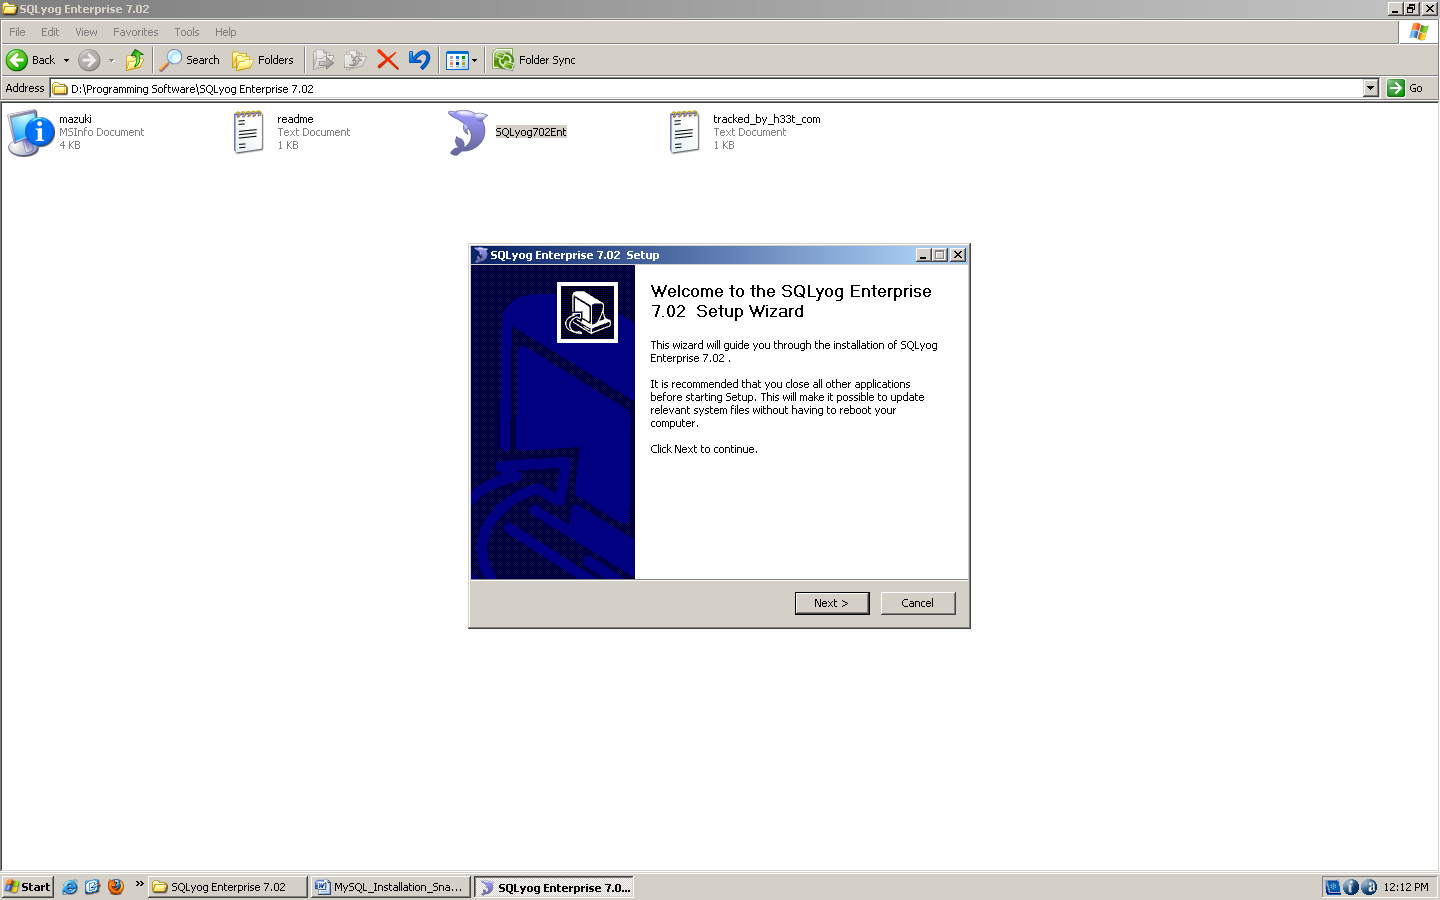 SQLyog Enterprise 7.02
File Edit View Favorites Tools Help
Back Search Folders Folder Sync
Address D:\Programming Software\SQLyog Enterprise 7.02 Go
mazuki
MSInfo Document
4 KB
readme
Text Document
1 KB
SQLyog702Ent
tracked_by_h33t_com
Text Document
1 KB
SQLyog Enterprise 7.02  Setup
Welcome to the SQLyog Enterprise
7.02  Setup Wizard
This wizard will guide you through the installation of SQLyog
Enterprise 7.02 .
It is recommended that you close all other applications
before starting Setup. This will make it possible to update
relevant system files without having to reboot your
computer.
Click Next to continue.
Next > Cancel
Start » SQLyog Enterprise 7.02 MySQL_Installation_Sna... SQLyog Enterprise 7.0... 12:12 PM